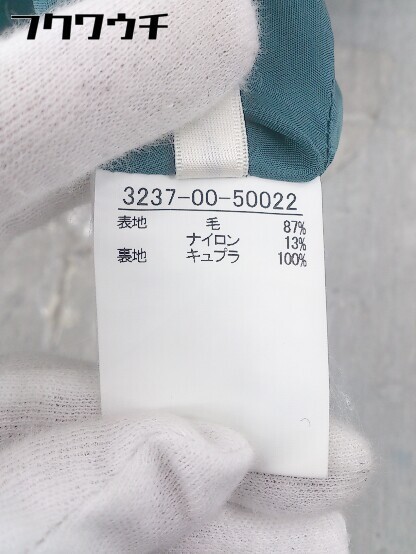 フクワウチ
3237-00-50022
表地 毛 87%
ナイロン 13%
裏地 キュプラ 100%